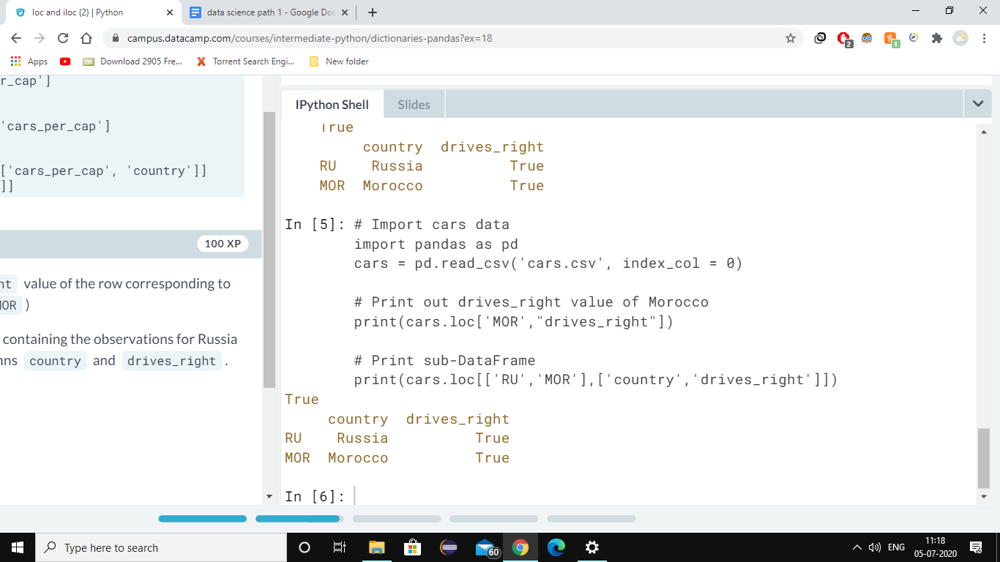 loc and iloc (2) | Python
data science path 1 - Google Doc
campus.datacamp.com/courses/intermediate-python/dictionaries-pandas?ex=18
2
1
Apps
Download 2905 Fre...
Torrent Search Engi...
New folder
r_cap']
'cars_per_cap']
['cars_per_cap', 'country']]
]]
100 XP
value of the row corresponding to
MOR )
containing the observations for Russia
country and drives_right .
IPython Shell
Slides
True
country drives_right
RU Russia True
MOR Morocco True
In [5]: # Import cars data
import pandas as pd
cars = pd.read_csv('cars.csv', index_col = 0)
# Print out drives_right value of Morocco
print(cars.loc['MOR',"drives_right"])
# Print sub-DataFrame
print(cars.loc[['RU','MOR'],['country','drives_right']])
True
country drives_right
RU Russia True
MOR Morocco True
In [6]:
Type here to search
60
ENG
11:18
05-07-2020